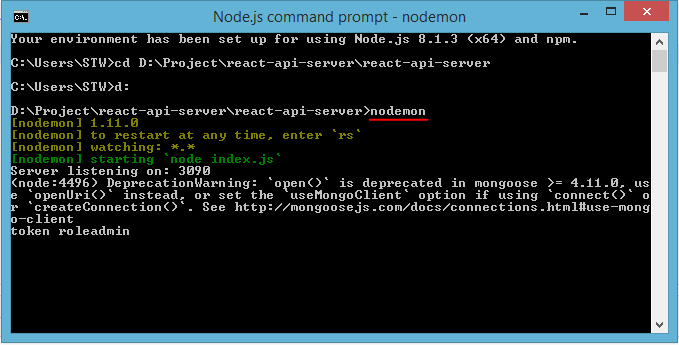 Node.js command prompt - nodemon
Your environment has been set up for using Node.js 8.1.3 (x64) and npm.
C:\Users\STW>cd D:\Project\react-api-server\react-api-server
C:\Users\STW>d:
D:\Project\react-api-server\react-api-server>nodemon
[nodemon] 1.11.0
[nodemon] to restart at any time, enter `rs`
[nodemon] watching: *.*
[nodemon] starting `node index.js`
Server listening on: 3090
(node:4496) DeprecationWarning: `open()` is deprecated in mongoose >= 4.11.0, us
e `openUri()` instead, or set the `useMongoClient` option if using `connect()` o
r `createConnection()`. See http://mongoosejs.com/docs/connections.html#use-mong
o-client
token roleadmin